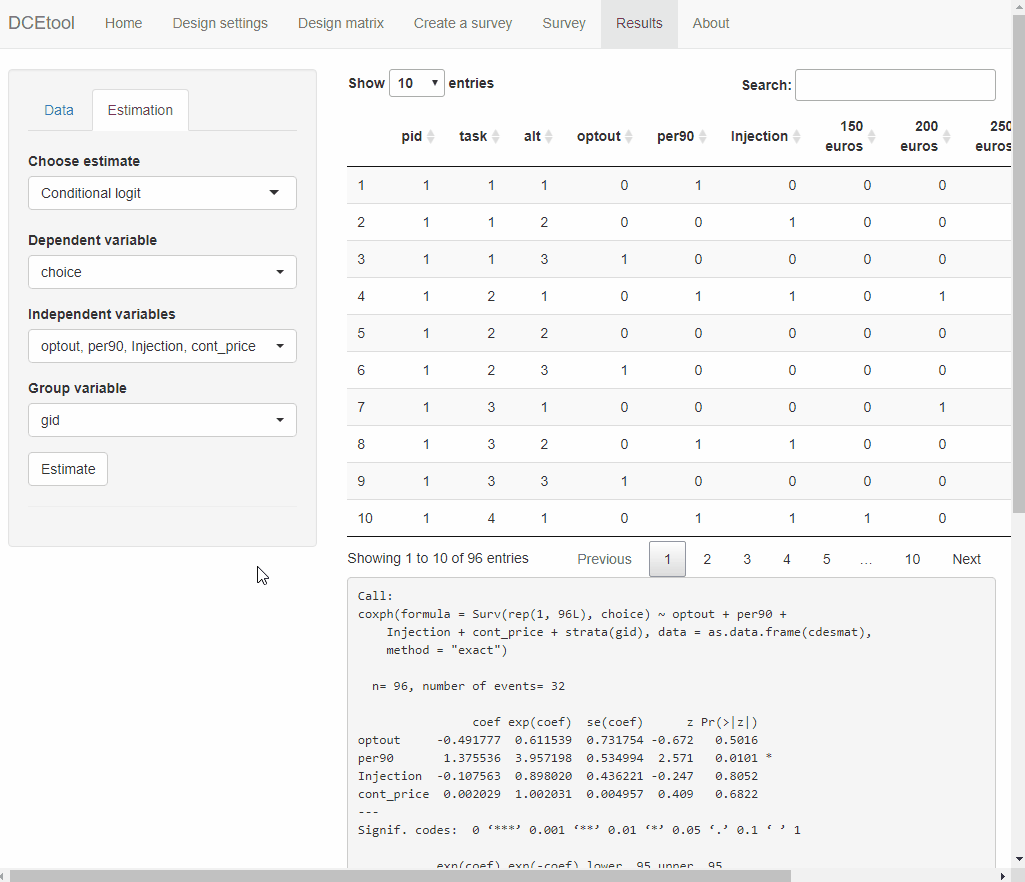 DCEtool Home Design settings Design matrix Create a survey Survey Results About
Data Estimation
Choose estimate
Conditional logit
Dependent variable
choice
Independent variables
optout, per90, Injection, cont_price
Group variable
gid
Estimate
Show 10 entries
Search:
pid task alt optout per90 Injection 150 euros 200 euros 250 euros
1 1 1 1 0 1 0 0 0
2 1 1 2 0 0 1 0 0
3 1 1 3 1 0 0 0 0
4 1 2 1 0 1 1 0 1
5 1 2 2 0 0 0 0 0
6 1 2 3 1 0 0 0 0
7 1 3 1 0 0 0 0 1
8 1 3 2 0 1 1 0 0
9 1 3 3 1 0 0 0 0
10 1 4 1 0 1 1 1 0
Showing 1 to 10 of 96 entries
Previous 1 2 3 4 5 … 10 Next
Call:
coxph(formula = Surv(rep(1, 96L), choice) ~ optout + per90 +
    Injection + cont_price + strata(gid), data = as.data.frame(cdesmat),
    method = "exact")
  n= 96, number of events= 32
                coef exp(coef)  se(coef)      z Pr(>|z|)
optout     -0.491777  0.611539  0.731754 -0.672   0.5016
per90       1.375536  3.957198  0.534994  2.571   0.0101 *
Injection  -0.107563  0.898020  0.436221 -0.247   0.8052
cont_price  0.002029  1.002031  0.004957  0.409   0.6822
---
Signif. codes:  0 ‘***’ 0.001 ‘**’ 0.01 ‘*’ 0.05 ‘.’ 0.1 ‘ ’ 1
           exp(coef) exp(-coef) lower .95 upper .95